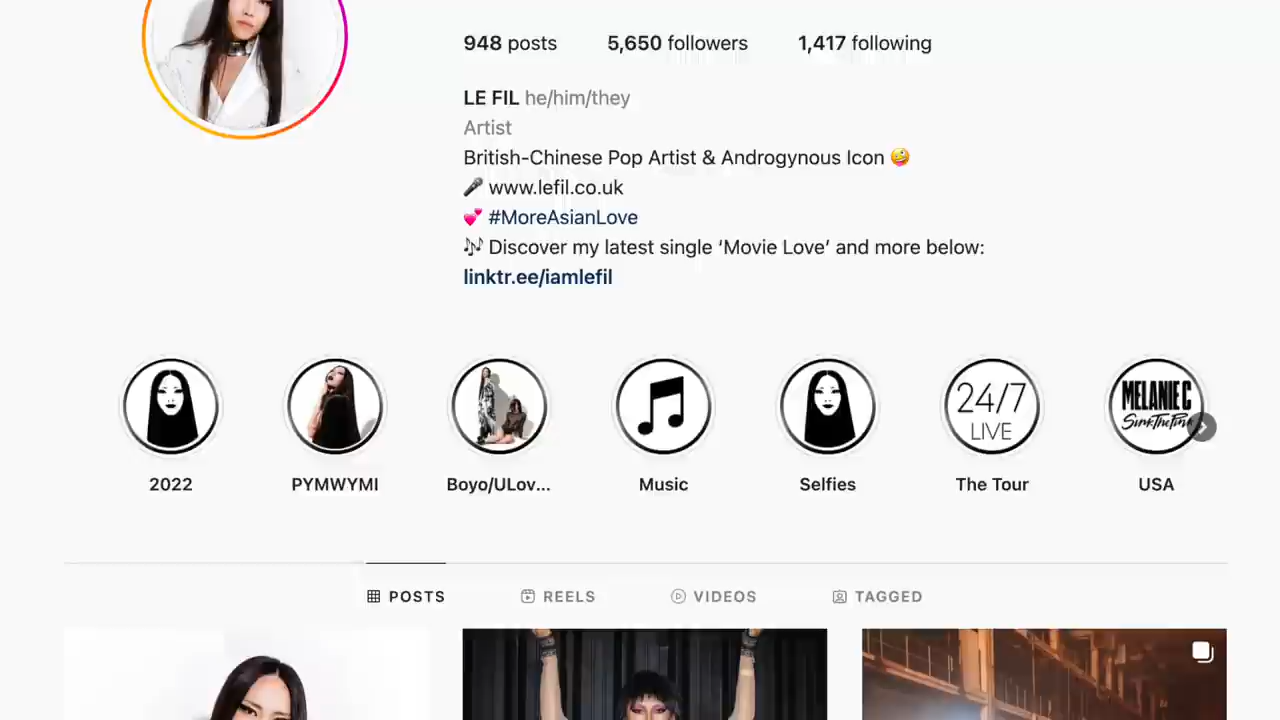 948 posts 5,650 followers 1,417 following
LE FIL he/him/they
Artist
British-Chinese Pop Artist & Androgynous Icon 🤪
🎤 www.lefil.co.uk
💕 #MoreAsianLove
🎶 Discover my latest single ‘Movie Love’ and more below:
linktr.ee/iamlefil
24/7
LIVE
MELANIE C
SinkThePink
2022 PYMWYMI Boyo/ULov... Music Selfies The Tour USA
POSTS REELS VIDEOS TAGGED